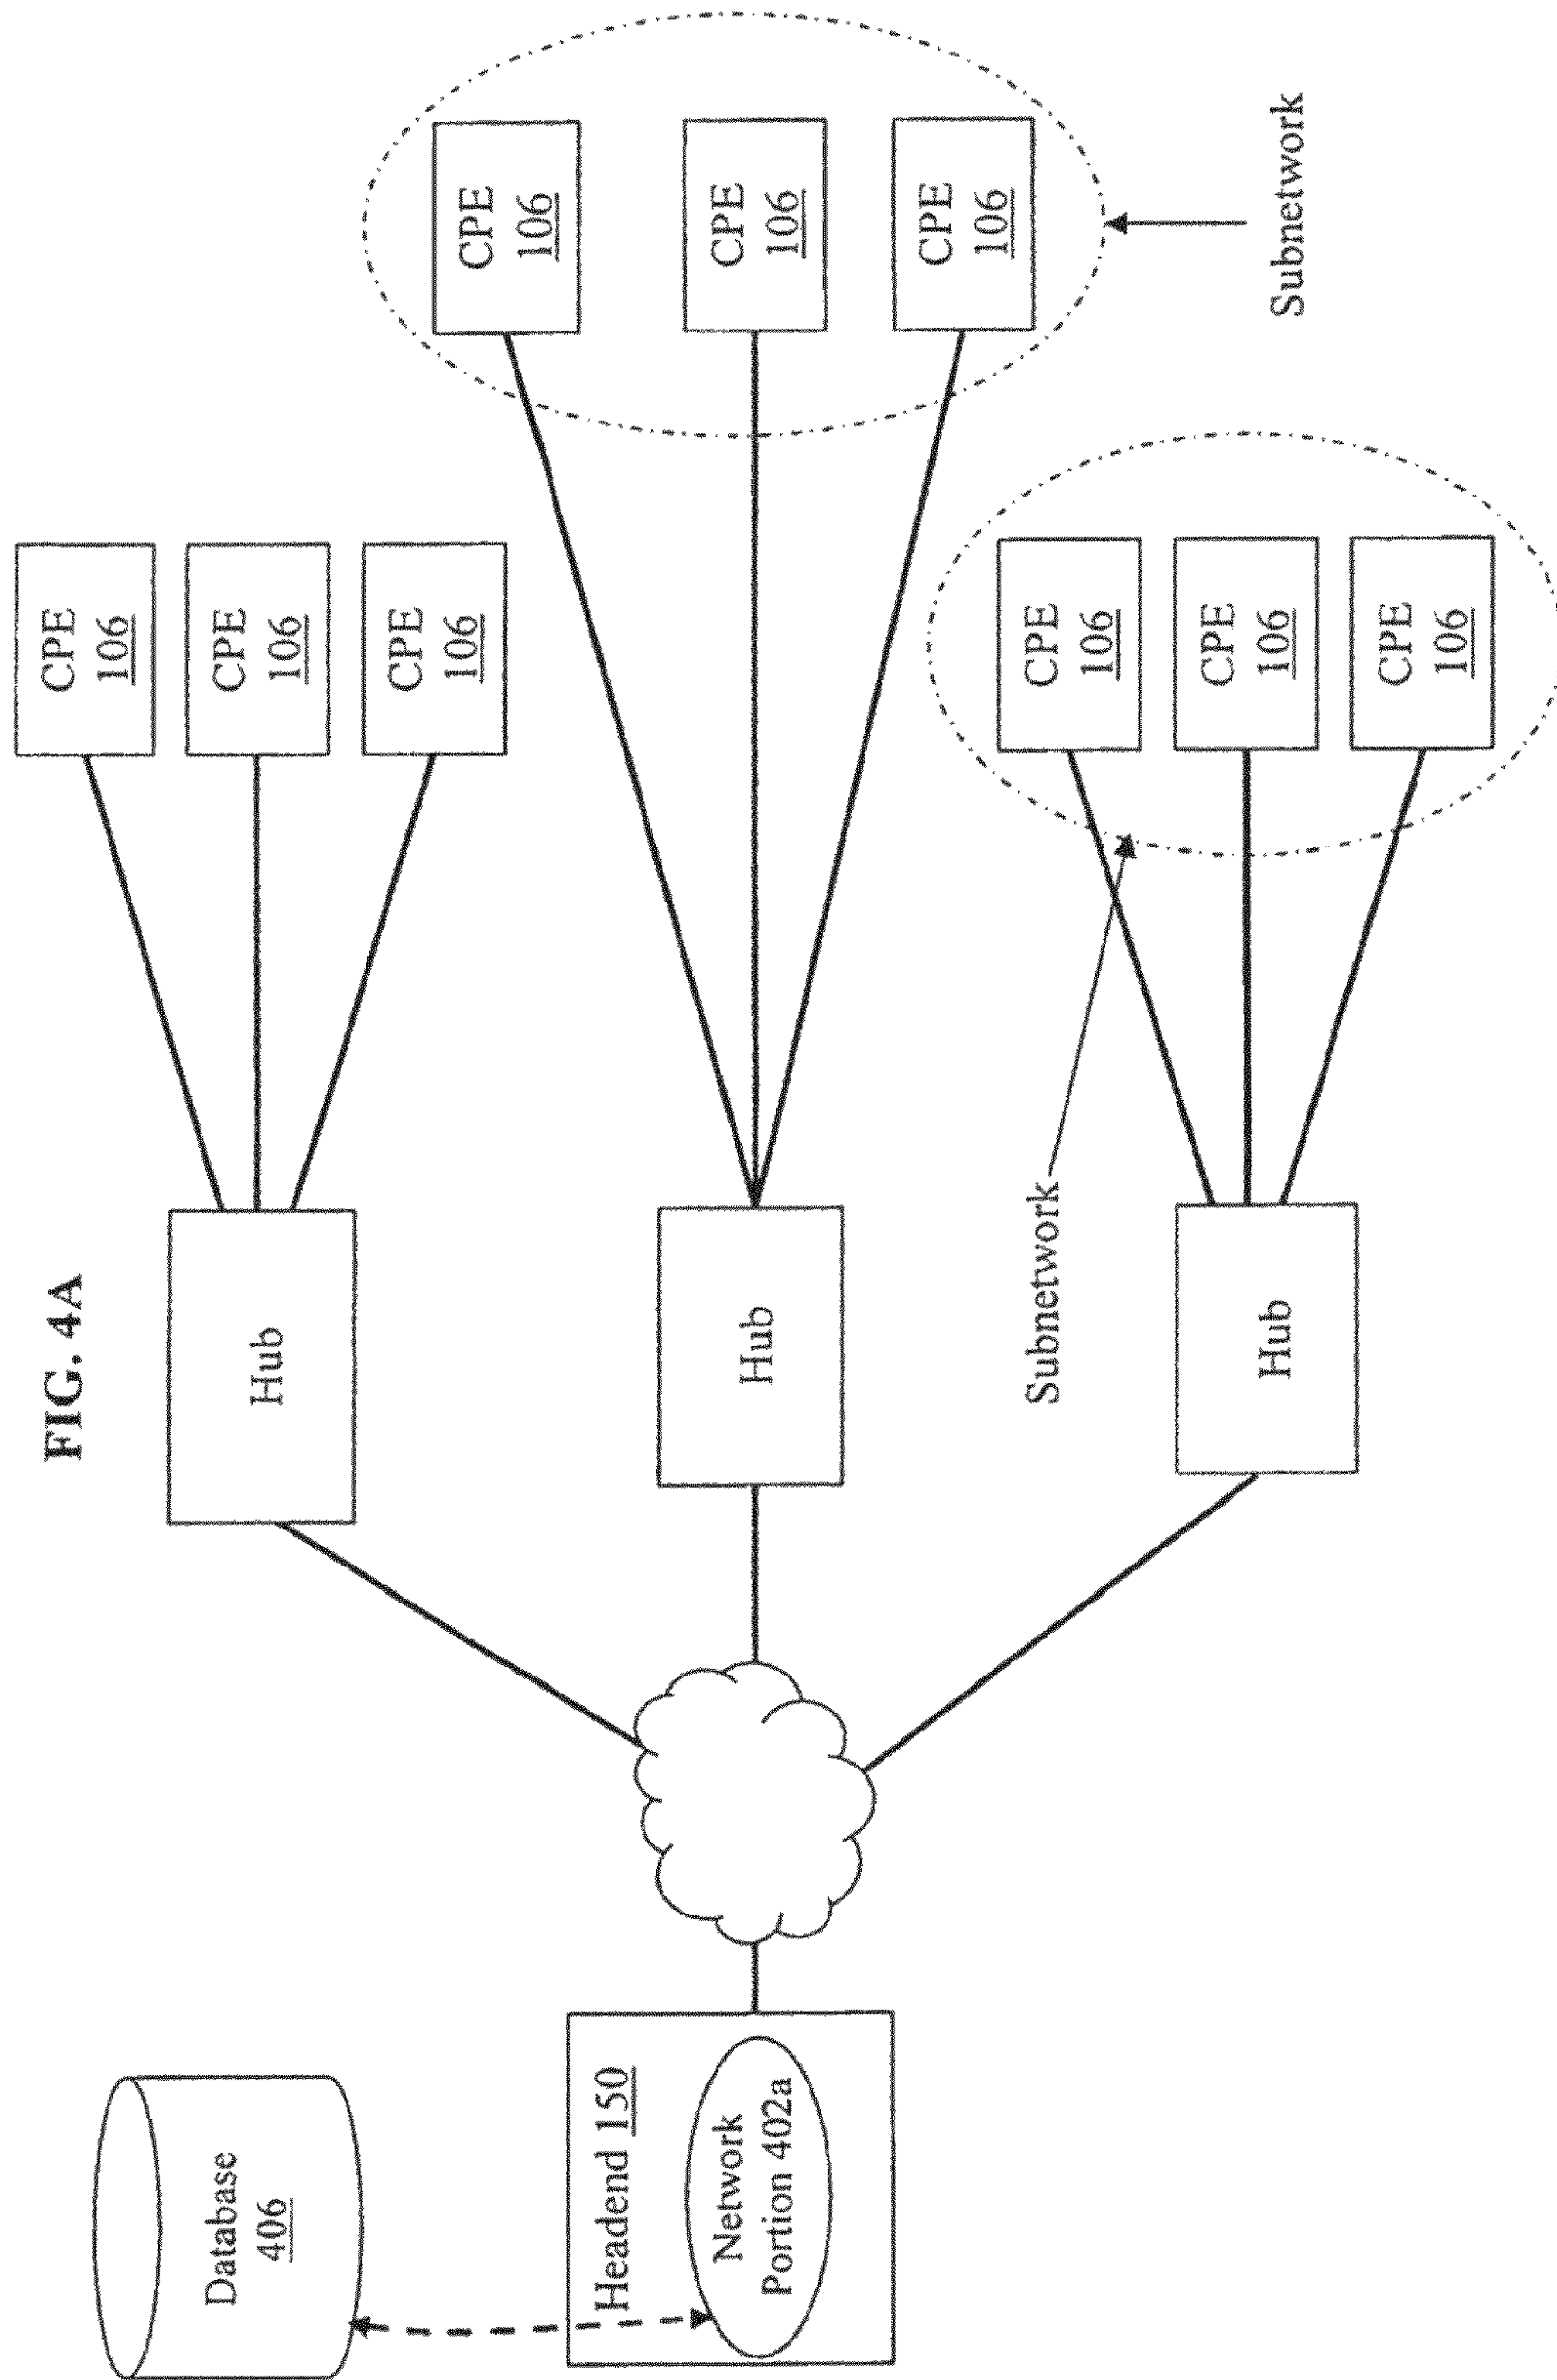 FIG. 4A
Database
406
Headend 150
Network
Portion 402a
Hub
Hub
Hub
CPE
106
CPE
106
CPE
106
CPE
106
CPE
106
CPE
106
Subnetwork
Subnetwork
CPE
106
CPE
106
CPE
106